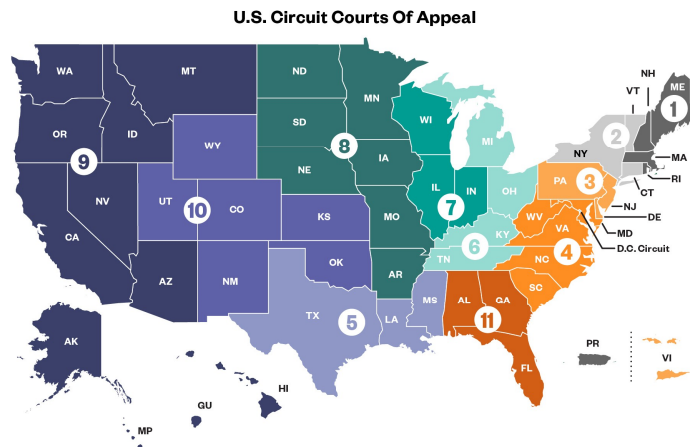 U.S. Circuit Courts Of Appeal
NH
WA
MT
ND
ME
VT
MN
1
OR
ID
SD
WI
MI
2
NY
WY
8
MA
9
IA
PA
3
RI
NE
CT
NV
UT
10
CO
IL
IN
OH
NJ
7
DE
KS
MO
WV
VA
MD
CA
KY
6
4
D.C. Circuit
OK
TN
NC
AZ
NM
AR
SC
MS
AL
GA
TX
5
LA
11
AK
PR
VI
FL
HI
GU
MP